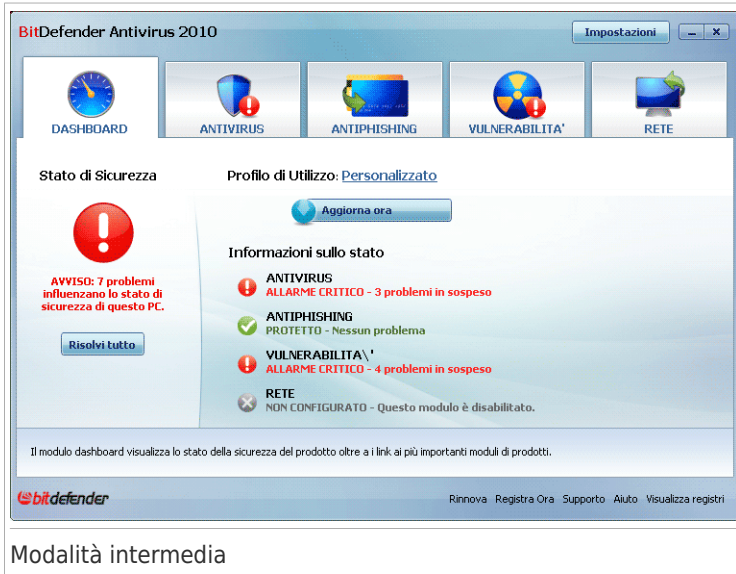 BitDefender Antivirus 2010
Impostazioni
DASHBOARD
ANTIVIRUS
ANTIPHISHING
VULNERABILITA'
RETE
Stato di Sicurezza
AVVISO: 7 problemi
influenzano lo stato di
sicurezza di questo PC.
Risolvi tutto
Profilo di Utilizzo: Personalizzato
Aggiorna ora
Informazioni sullo stato
ANTIVIRUS
ALLARME CRITICO - 3 problemi in sospeso
ANTIPHISHING
PROTETTO - Nessun problema
VULNERABILITA\'
ALLARME CRITICO - 4 problemi in sospeso
RETE
NON CONFIGURATO - Questo modulo è disabilitato.
Il modulo dashboard visualizza lo stato della sicurezza del prodotto oltre a i link ai più importanti moduli di prodotti.
bitdefender
Rinnova Registra Ora Supporto Aiuto Visualizza registri
Modalità intermedia